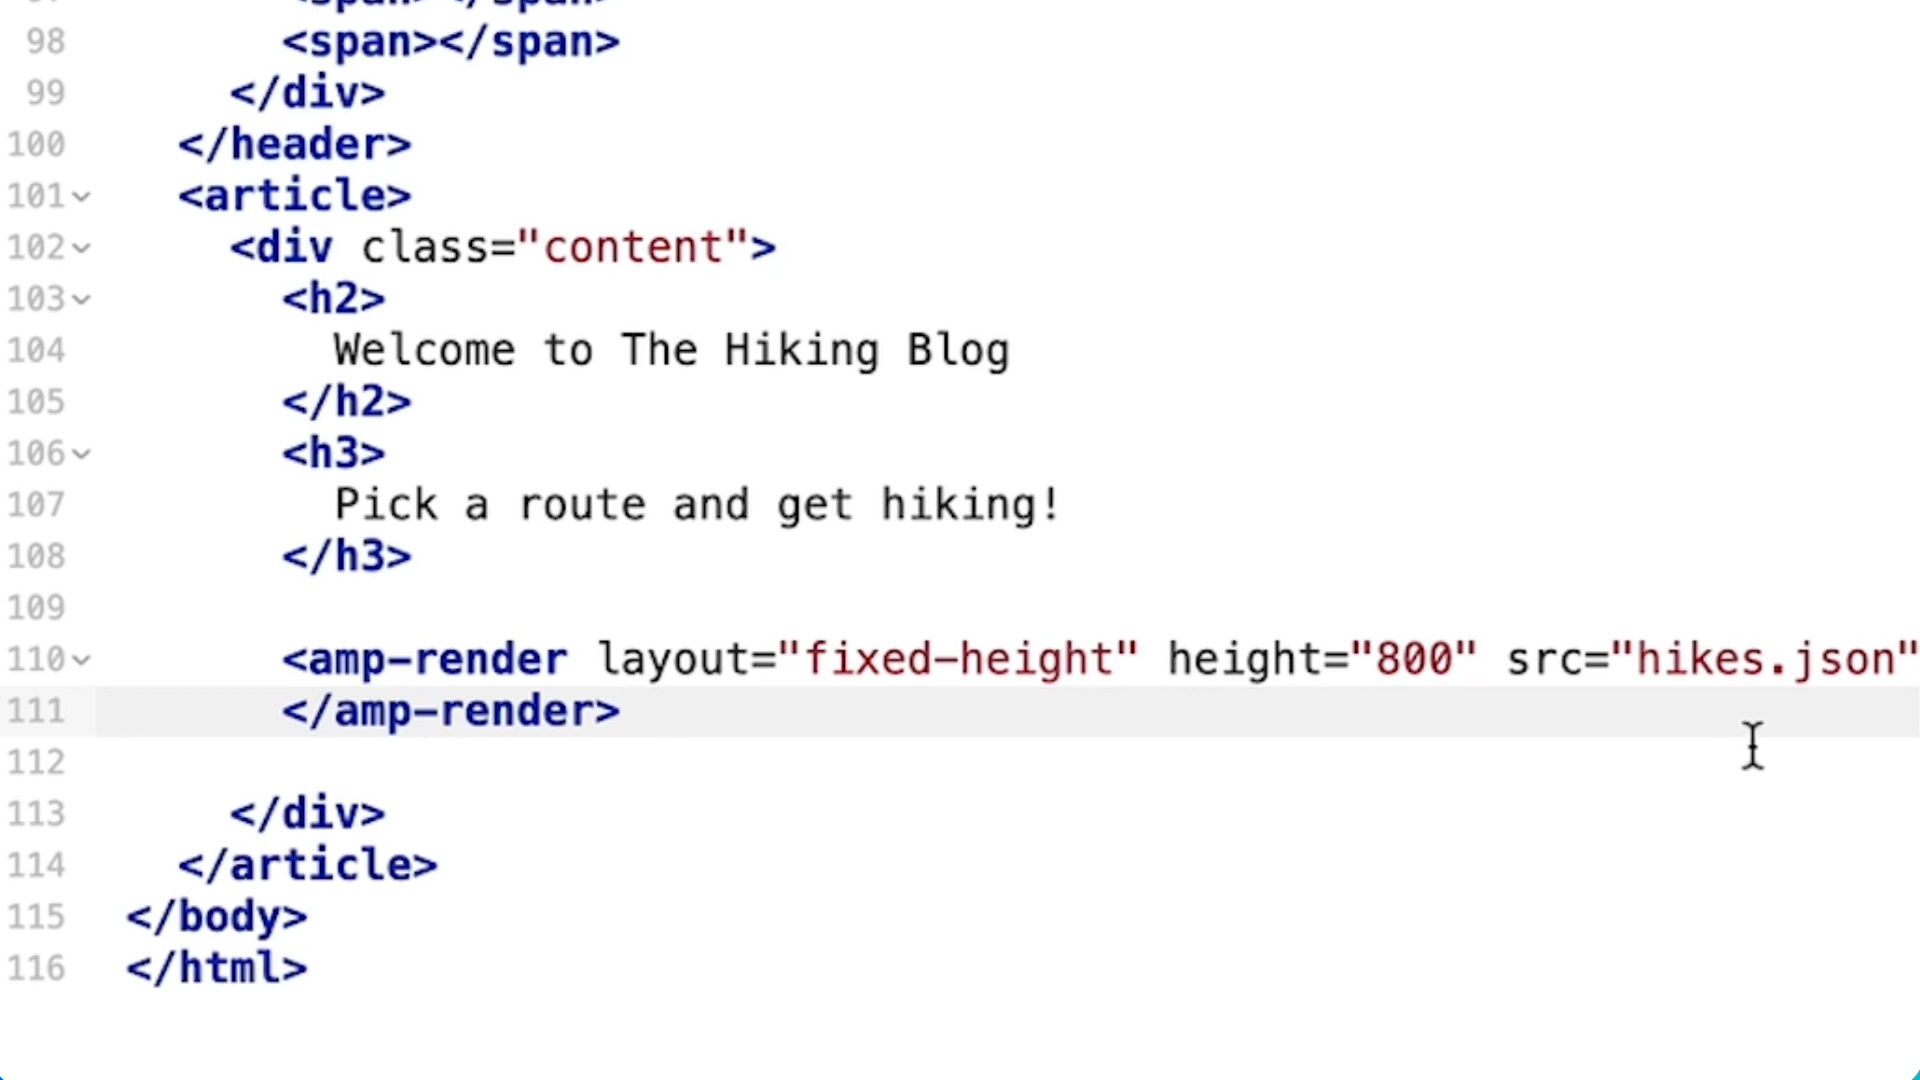 97 <span></span>
98 <span></span>
99 </div>
100 </header>
101 <article>
102 <div class="content">
103 <h2>
104 Welcome to The Hiking Blog
105 </h2>
106 <h3>
107 Pick a route and get hiking!
108 </h3>
109
110 <amp-render layout="fixed-height" height="800" src="hikes.json"
111 </amp-render>
112
113 </div>
114 </article>
115 </body>
116 </html>